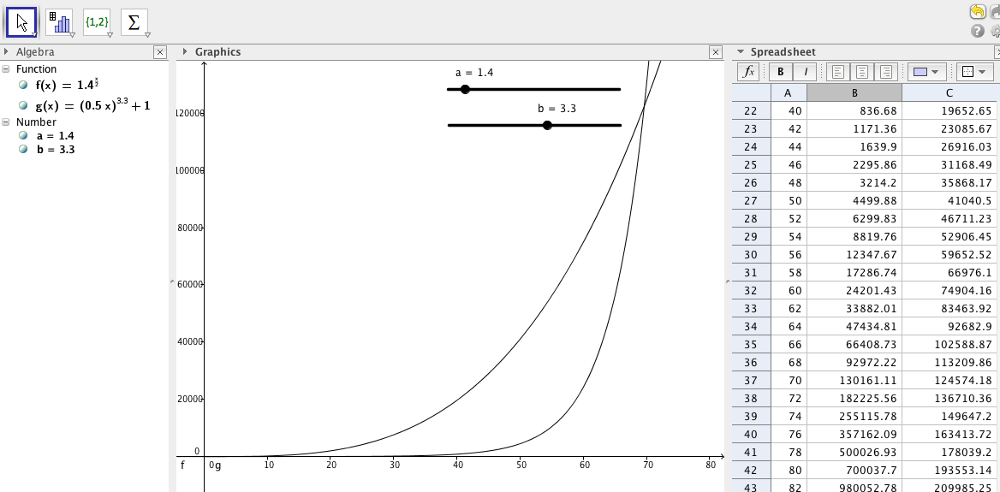 {1,2} Σ ?
Algebra
Function
f(x) = 1.4^(x/2)
g(x) = (0.5 x)^3.3 + 1
Number
a = 1.4
b = 3.3
Graphics
a = 1.4
b = 3.3
120000
100000
80000
60000
40000
20000
0
f 0 g 10 20 30 40 50 60 70 80
Spreadsheet
fx B I
A B C
22 40 836.68 19652.65
23 42 1171.36 23085.67
24 44 1639.9 26916.03
25 46 2295.86 31168.49
26 48 3214.2 35868.17
27 50 4499.88 41040.5
28 52 6299.83 46711.23
29 54 8819.76 52906.45
30 56 12347.67 59652.52
31 58 17286.74 66976.1
32 60 24201.43 74904.16
33 62 33882.01 83463.92
34 64 47434.81 92682.9
35 66 66408.73 102588.87
36 68 92972.22 113209.86
37 70 130161.11 124574.18
38 72 182225.56 136710.36
39 74 255115.78 149647.2
40 76 357162.09 163413.72
41 78 500026.93 178039.2
42 80 700037.7 193553.14
43 82 980052.78 209985.25